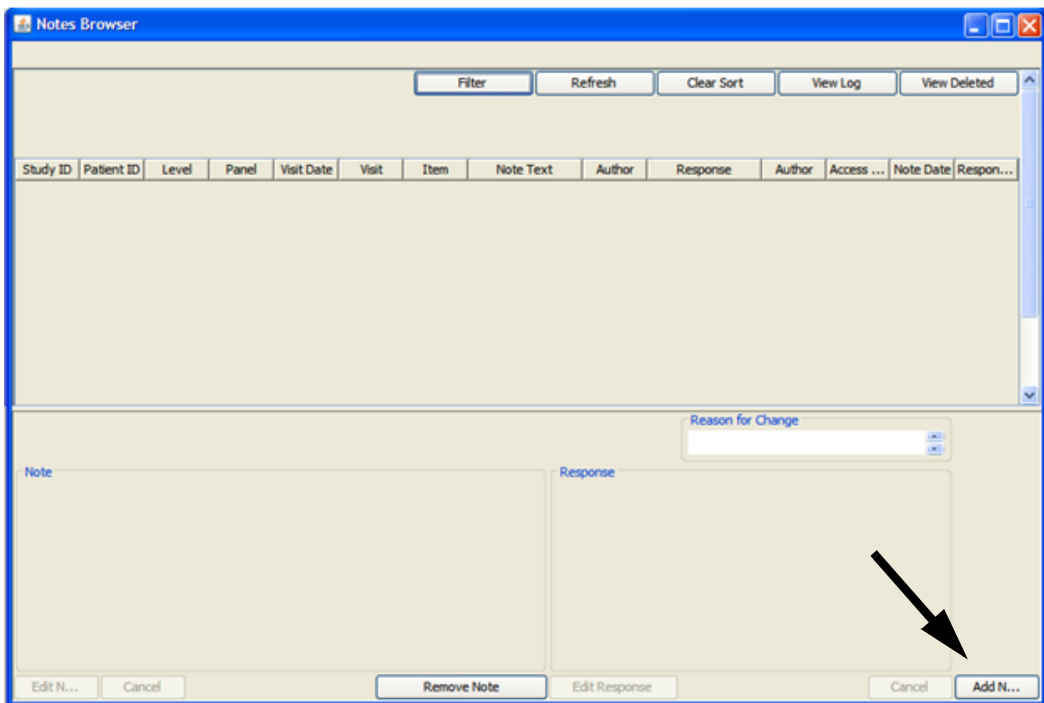 Notes Browser
Filter Refresh Clear Sort View Log View Deleted
Study ID Patient ID Level Panel Visit Date Visit Item Note Text Author Response Author Access ... Note Date Respon...
Reason for Change
Note Response
Edit N... Cancel Remove Note Edit Response Cancel Add N...